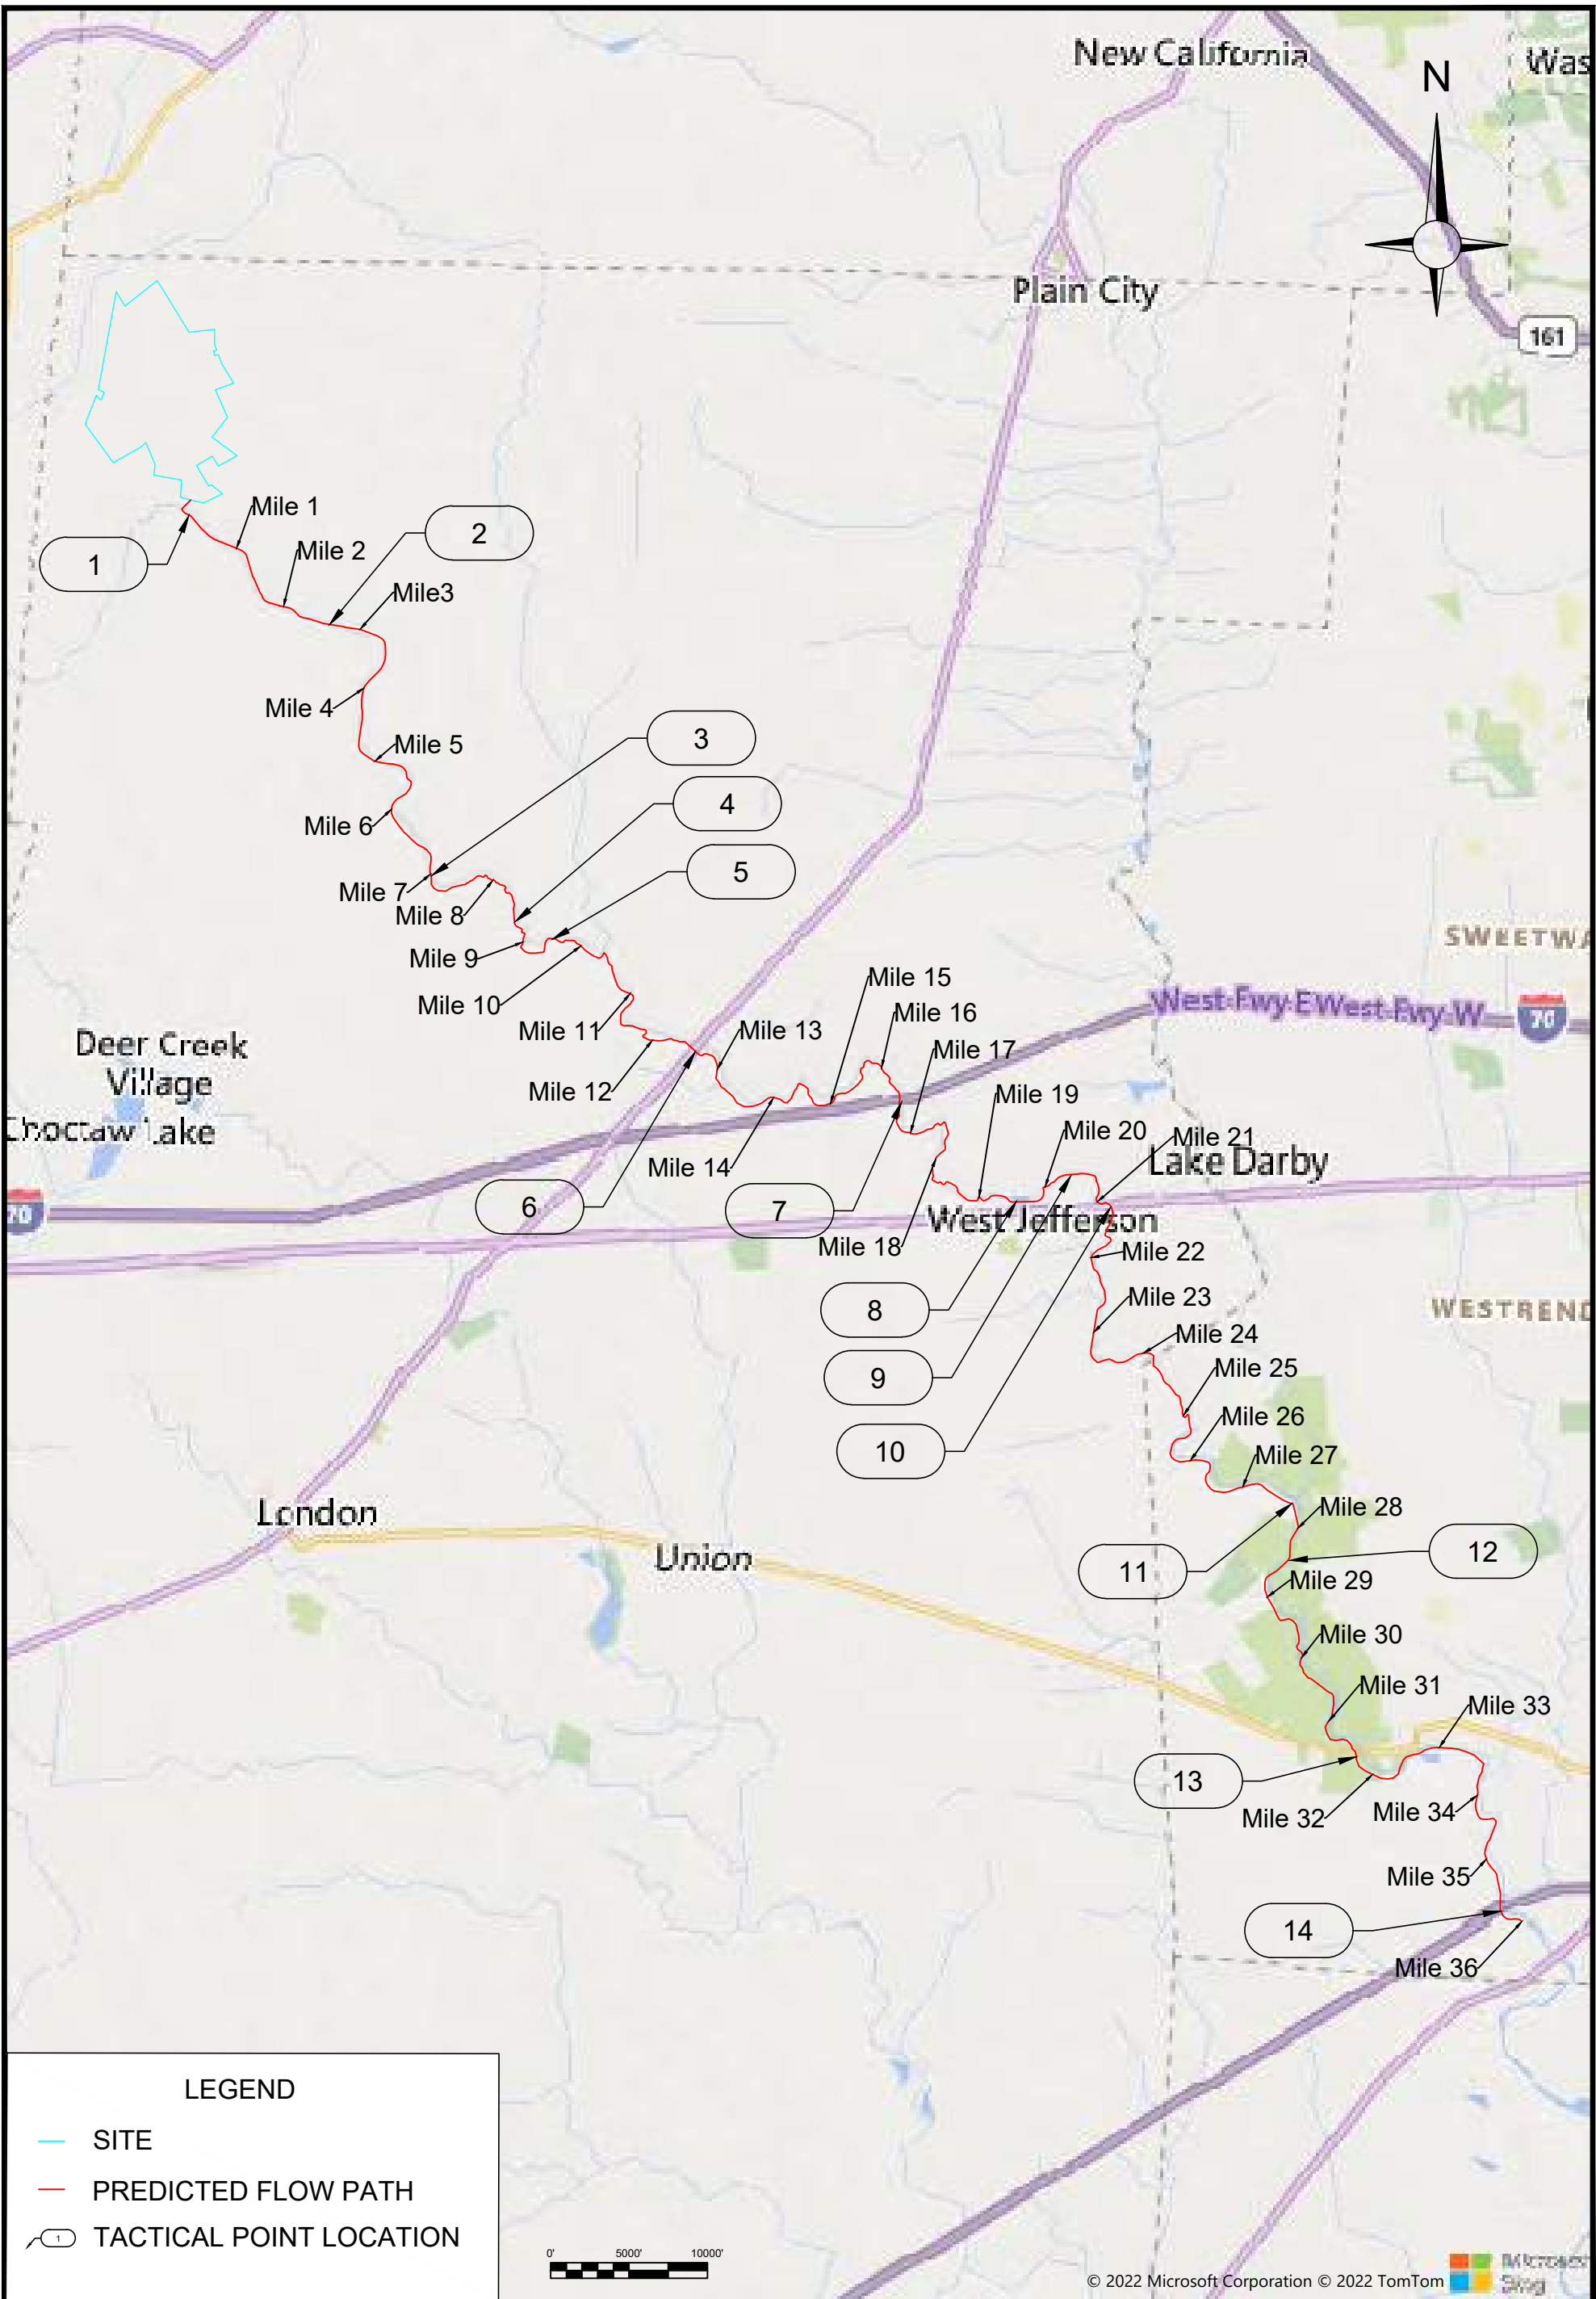 New California
Was
N
Plain City
161
Mile 1
2
Mile 2
1
Mile3
Mile 4
3
Mile 5
4
Mile 6
5
Mile 7
Mile 8
SWEETWA
Mile 9
Mile 15
Mile 10
West Fwy E West Fwy W
70
Mile 16
Mile 11
Mile 13
Deer Creek
Village
Mile 17
Mile 12
Mile 19
Choctaw Lake
Mile 20
Mile 21
Lake Darby
Mile 14
70
6
7
West Jefferson
Mile 18
Mile 22
8
Mile 23
WESTREND
Mile 24
9
Mile 25
Mile 26
10
Mile 27
London
Mile 28
Union
11
12
Mile 29
Mile 30
Mile 31
Mile 33
13
Mile 32
Mile 34
Mile 35
14
Mile 36
LEGEND
SITE
PREDICTED FLOW PATH
1
TACTICAL POINT LOCATION
0'
5000'
10000'
© 2022 Microsoft Corporation © 2022 TomTom
Microsof
Bing